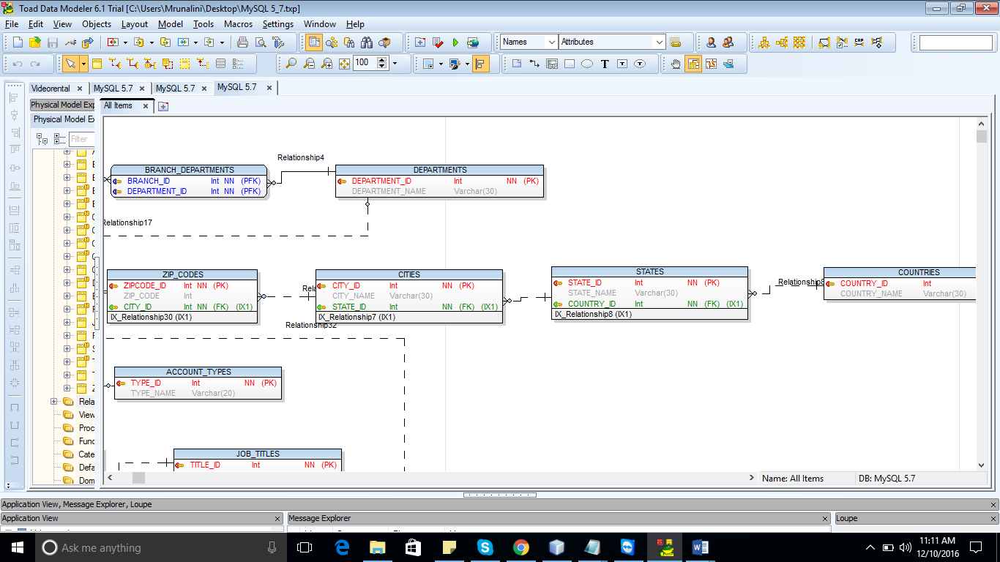 Toad Data Modeler 6.1 Trial [C:\Users\Mrunalini\Desktop\MySQL 5_7.txp]
File Edit View Objects Layout Model Tools Macros Settings Window Help
Names Attributes
100
Videorental MySQL 5.7 MySQL 5.7 MySQL 5.7
Physical Model Exp
All Items
Physical Model Ex
Filter
Relationship4
BRANCH_DEPARTMENTS
BRANCH_ID Int NN (PFK)
DEPARTMENT_ID Int NN (PFK)
DEPARTMENTS
DEPARTMENT_ID Int NN (PK)
DEPARTMENT_NAME Varchar(30)
Relationship17
ZIP_CODES
ZIPCODE_ID Int NN (PK)
ZIP_CODE Int
CITY_ID Int NN (FK) (IX1)
IX_Relationship30 (IX1)
Rela
CITIES
CITY_ID Int NN (PK)
CITY_NAME Varchar(30)
STATE_ID Int NN (FK) (IX1)
IX_Relationship7 (IX1)
STATES
STATE_ID Int NN (PK)
STATE_NAME Varchar(30)
COUNTRY_ID Int NN (FK) (IX1)
IX_Relationship8 (IX1)
Relationship8
COUNTRIES
COUNTRY_ID Int
COUNTRY_NAME Varchar(30)
Relationship32
ACCOUNT_TYPES
TYPE_ID Int NN (PK)
TYPE_NAME Varchar(20)
JOB_TITLES
TITLE_ID Int NN (PK)
Rela
View
Proc
Func
Cate
Defa
Dom
Name: All Items DB: MySQL 5.7
Application View, Message Explorer, Loupe
Application View Message Explorer Loupe
Ask me anything
11:11 AM
12/10/2016